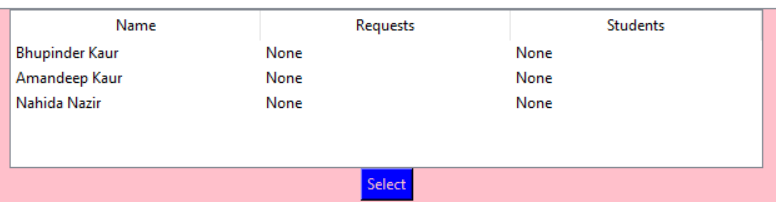 Name Requests Students
Bhupinder Kaur None None
Amandeep Kaur None None
Nahida Nazir None None
Select